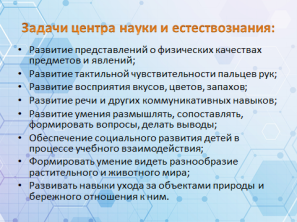 Задачи центра науки и естествознания:
• Развитие представлений о физических качествах
предметов и явлений;
• Развитие тактильной чувствительности пальцев рук;
• Развитие восприятия вкусов, цветов, запахов;
• Развитие речи и других коммуникативных навыков;
• Развитие умения размышлять, сопоставлять,
формировать вопросы, делать выводы;
• Обеспечение социального развития детей в
процессе учебного взаимодействия;
• Формировать умение видеть разнообразие
растительного и животного мира;
• Развивать навыки ухода за объектами природы и
бережного отношения к ним.